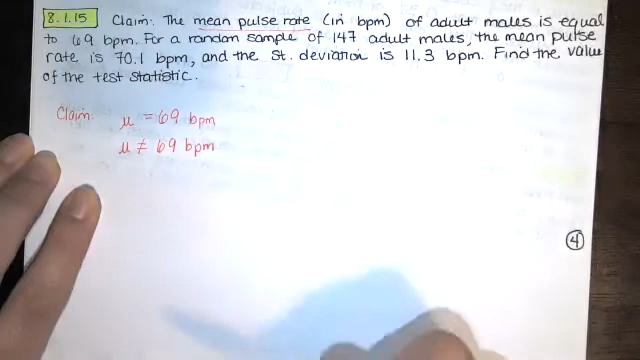 8.1.15 Claim: The mean pulse rate (in bpm) of adult males is equal
to 69 bpm. For a random sample of 147 adult males, the mean pulse
rate is 70.1 bpm, and the St. deviation is 11.3 bpm. Find the value
of the test statistic.
Claim: μ = 69 bpm
μ ≠ 69 bpm
4